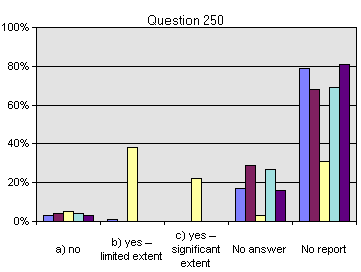 Question 250
100%
80%
60%
40%
20%
0%
a) no
b) yes –
limited extent
c) yes –
significant
extent
No answer
No report